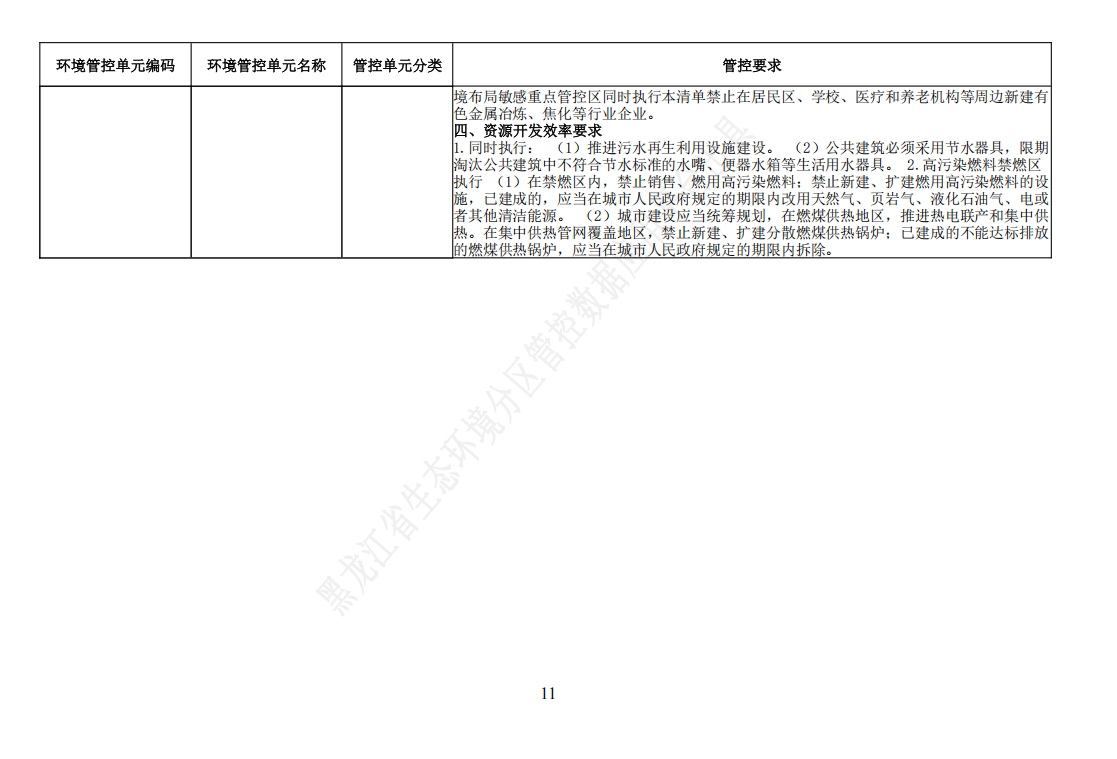 环境管控单元编码 环境管控单元名称 管控单元分类 管控要求
境布局敏感重点管控区同时执行本清单禁止在居民区、学校、医疗和养老机构等周边新建有
色金属冶炼、焦化等行业企业。
四、资源开发效率要求
1.同时执行： （1）推进污水再生利用设施建设。 （2）公共建筑必须采用节水器具，限期
淘汰公共建筑中不符合节水标准的水嘴、便器水箱等生活用水器具。 2.高污染燃料禁燃区
执行 （1）在禁燃区内，禁止销售、燃用高污染燃料；禁止新建、扩建燃用高污染燃料的设
施，已建成的，应当在城市人民政府规定的期限内改用天然气、页岩气、液化石油气、电或
者其他清洁能源。 （2）城市建设应当统筹规划，在燃煤供热地区，推进热电联产和集中供
热。在集中供热管网覆盖地区，禁止新建、扩建分散燃煤供热锅炉；已建成的不能达标排放
的燃煤供热锅炉，应当在城市人民政府规定的期限内拆除。
黑龙江省生态环境分区管控数据
11